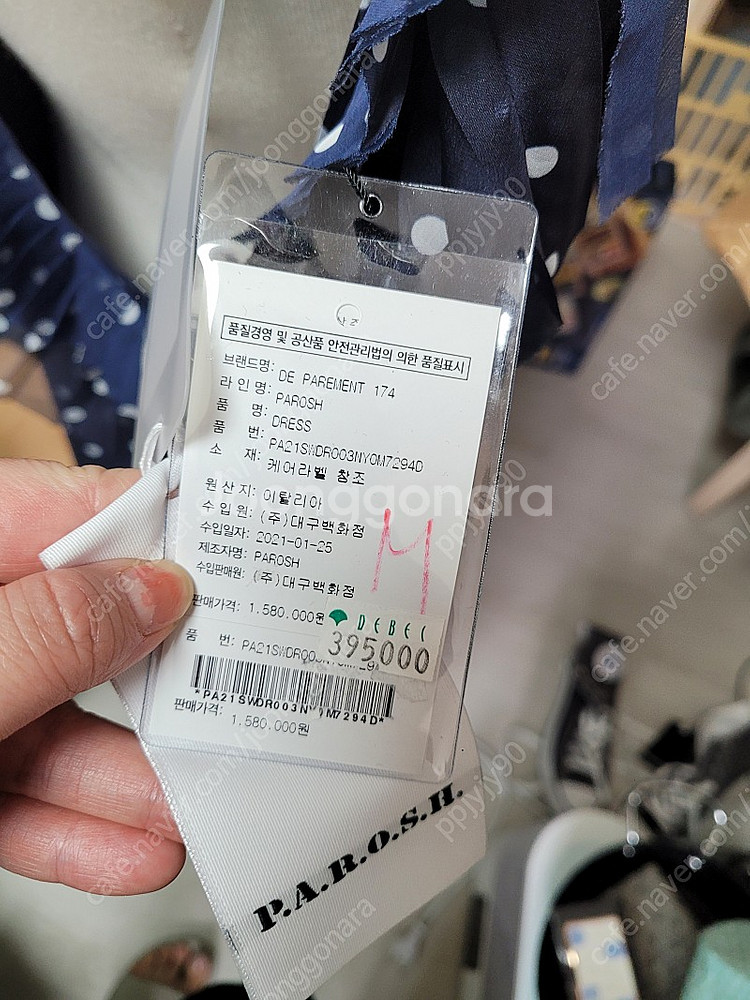 품질경영 및 공산품 안전관리법의 의한 품질표시
브랜드명: DE PAREMENT 174
라 인 명: PAROSH
품 명: DRESS
품 번: PA21SWDR003NYOM7294D
소 재: 케어라벨 창조
원 산 지: 이탈리아
수 입 원: (주)대구백화점
수입일자: 2021-01-25
제조자명: PAROSH
수입판매원: (주)대구백화점
판매가격: 1.580.000원
M
DEBEC
395000
품 번:
*PA21SWDR003NYOM7294D*
판매가격: 1.580.000원
P.A.R.O.S.H.
joonggonara
cafe.naver.com/joonggonara
ppjyjy90